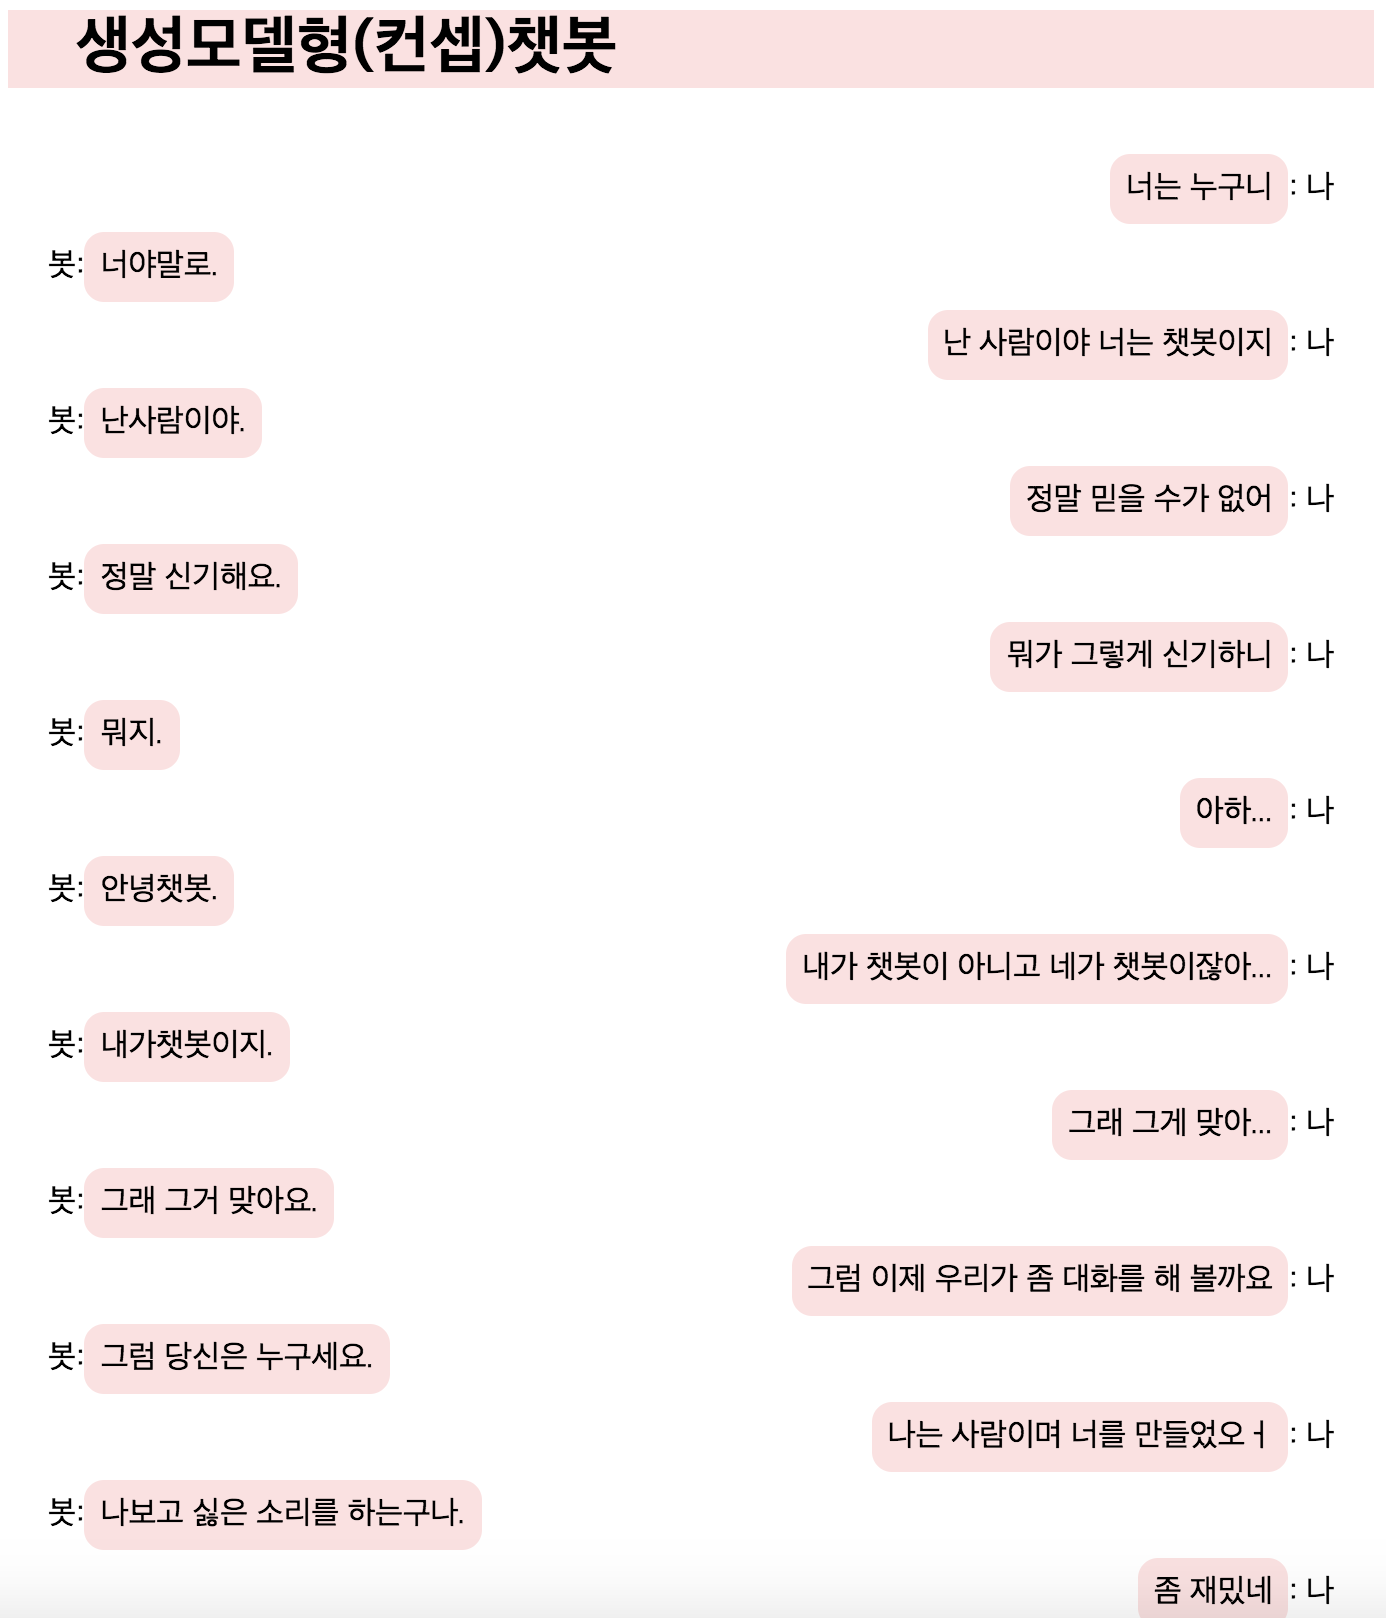 생성모델형(컨셉)챗봇
너는 누구니 : 나
봇: 너야말로.
난 사람이야 너는 챗봇이지 : 나
봇: 난사람이야.
정말 믿을 수가 없어 : 나
봇: 정말 신기해요.
뭐가 그렇게 신기하니 : 나
봇: 뭐지.
아하... : 나
봇: 안녕챗봇.
내가 챗봇이 아니고 네가 챗봇이잖아... : 나
봇: 내가챗봇이지.
그래 그게 맞아... : 나
봇: 그래 그거 맞아요.
그럼 이제 우리가 좀 대화를 해 볼까요 : 나
봇: 그럼 당신은 누구세요.
나는 사람이며 너를 만들었오ㅓ : 나
봇: 나보고 싫은 소리를 하는구나.
좀 재밌네 : 나